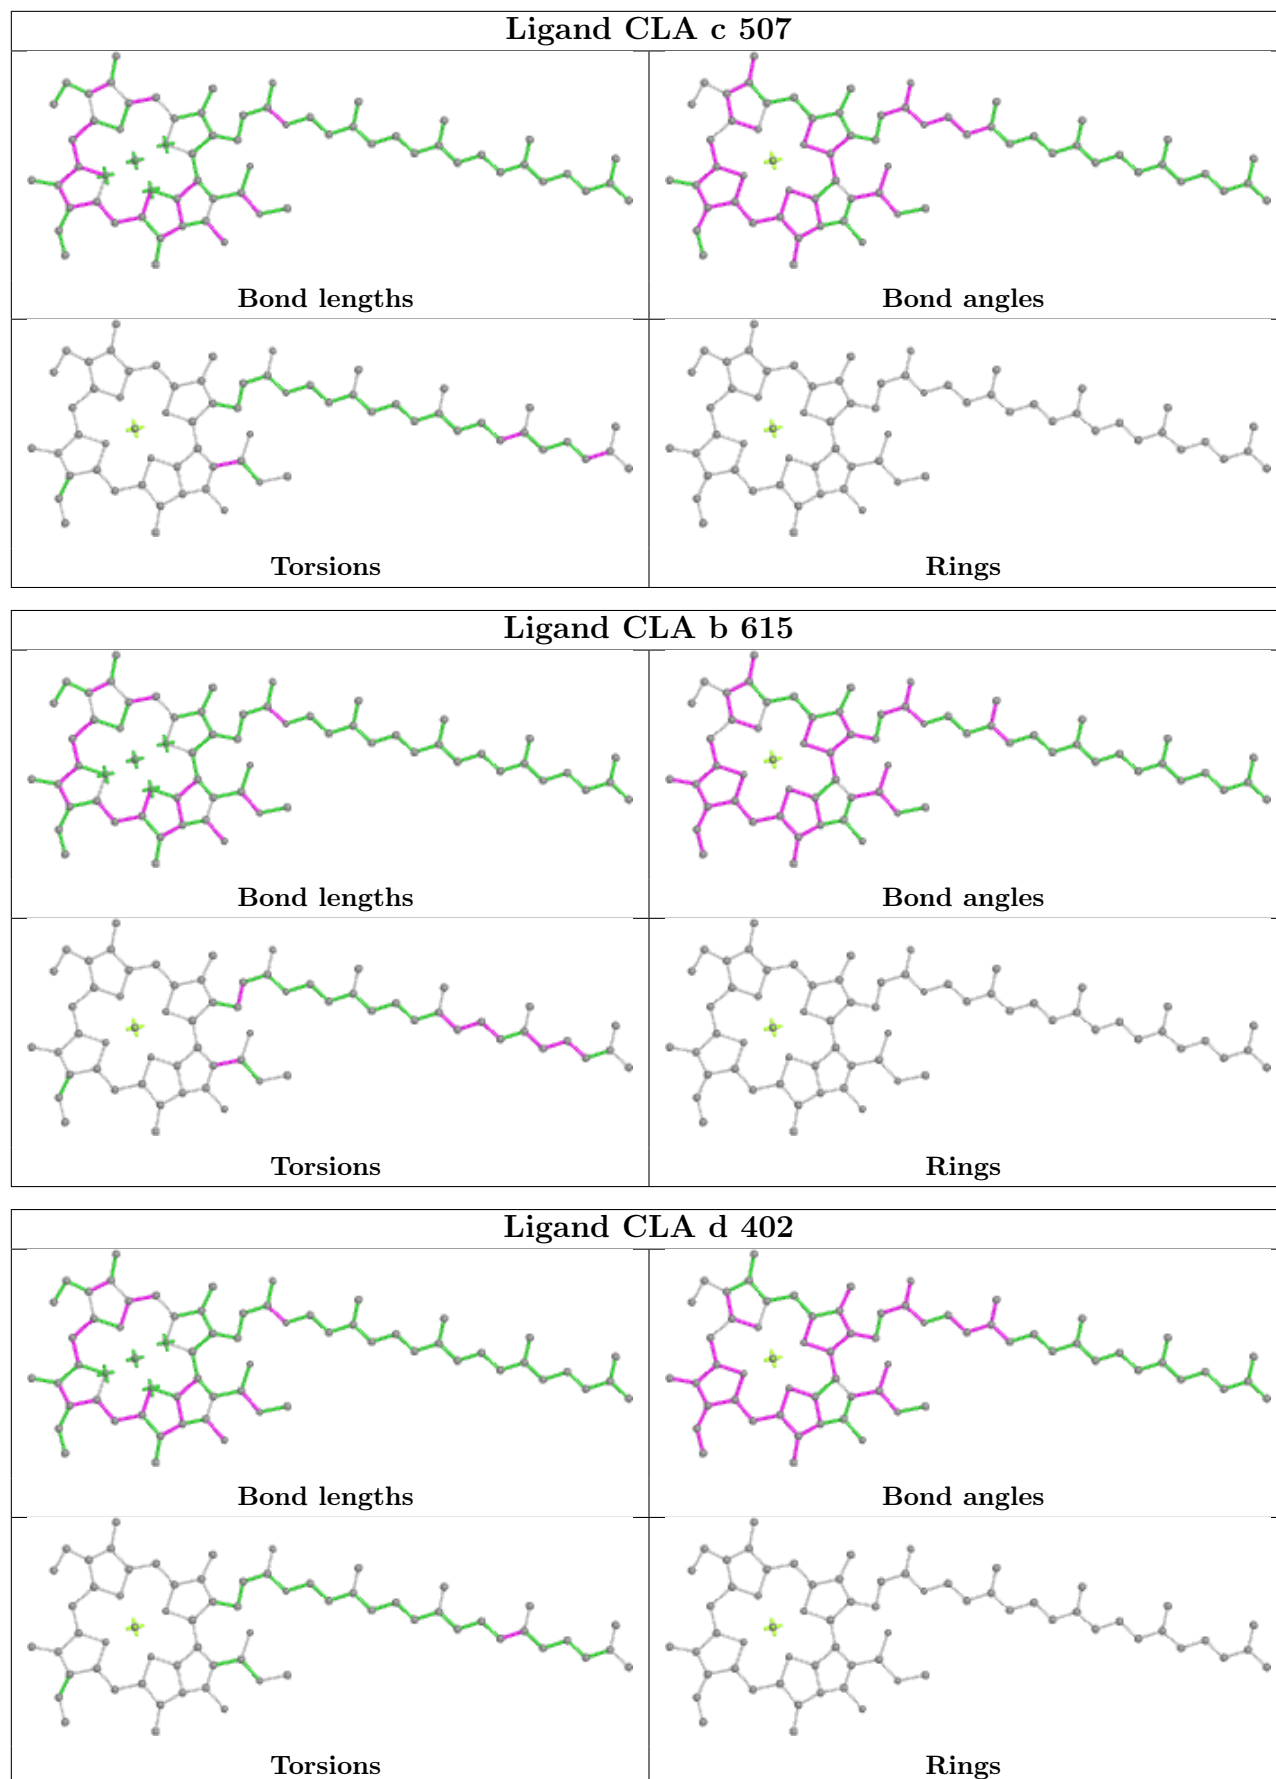 Ligand CLA c 507
Bond lengths
Bond angles
Torsions
Rings
Ligand CLA b 615
Bond lengths
Bond angles
Torsions
Rings
Ligand CLA d 402
Bond lengths
Bond angles
Torsions
Rings